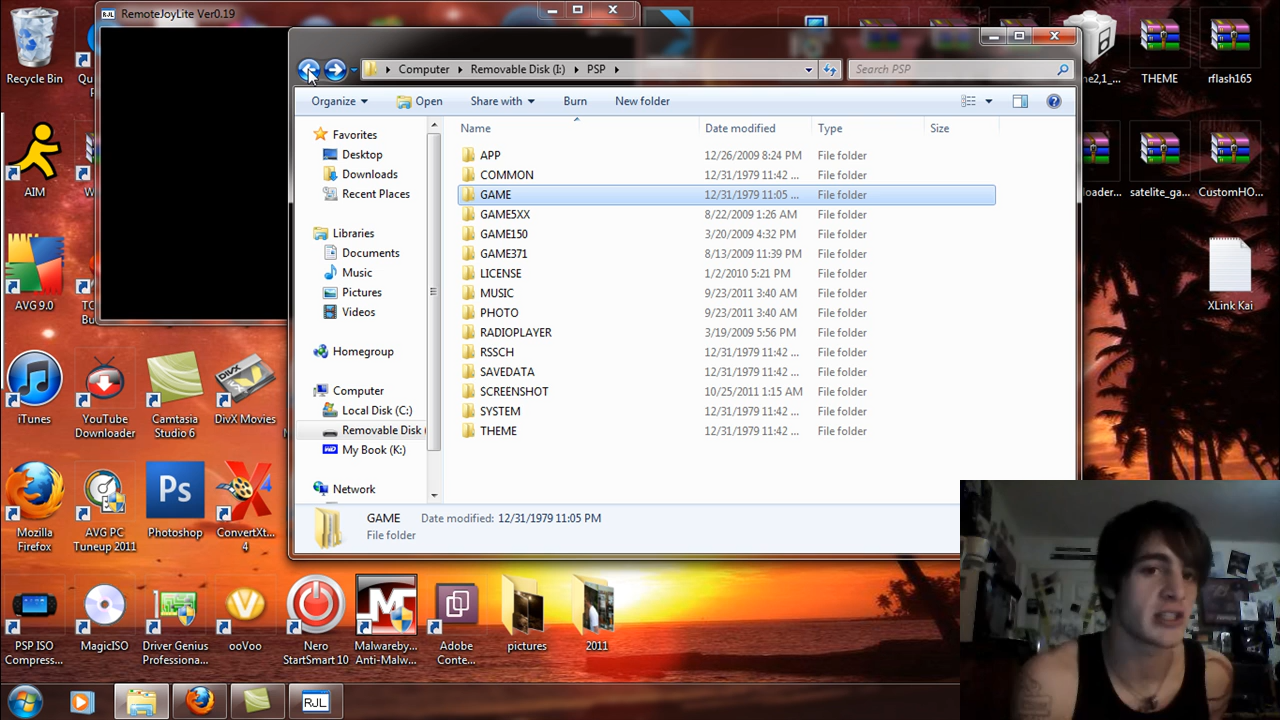 RemoteJoyLite Ver0.19
Computer
Removable Disk (I:)
PSP
Search PSP
Organize
Open
Share with
Burn
New folder
Name
Date modified
Type
Size
Favorites
Desktop
Downloads
Recent Places
Libraries
Documents
Music
Pictures
Videos
Homegroup
Computer
Local Disk (C:)
Removable Disk (
My Book (K:)
Network
APP 12/26/2009 8:24 PM File folder
COMMON 12/31/1979 11:42 ... File folder
GAME 12/31/1979 11:05 ... File folder
GAME5XX 8/22/2009 1:26 AM File folder
GAME150 3/20/2009 4:32 PM File folder
GAME371 8/13/2009 11:39 PM File folder
LICENSE 1/2/2010 5:21 PM File folder
MUSIC 9/23/2011 3:40 AM File folder
PHOTO 9/23/2011 3:40 AM File folder
RADIOPLAYER 3/19/2009 5:56 PM File folder
RSSCH 12/31/1979 11:42 ... File folder
SAVEDATA 12/31/1979 11:42 ... File folder
SCREENSHOT 10/25/2011 1:15 AM File folder
SYSTEM 12/31/1979 11:42 ... File folder
THEME 12/31/1979 11:42 ... File folder
GAME Date modified: 12/31/1979 11:05 PM
File folder
Recycle Bin
AIM
AVG 9.0
iTunes
YouTube
Downloader
Camtasia
Studio 6
DivX Movies
Mozilla
Firefox
AVG PC
Tuneup 2011
Ps
Photoshop
ConvertXt...
4
PSP ISO
Compress...
MagicISO
Driver Genius
Professiona...
ooVoo
Nero
StartSmart 10
Malwareby...
Anti-Malw...
Adobe
Conte...
pictures
2011
THEME
rflash165
satelite_ga...
CustomHO...
XLink Kai
RJL